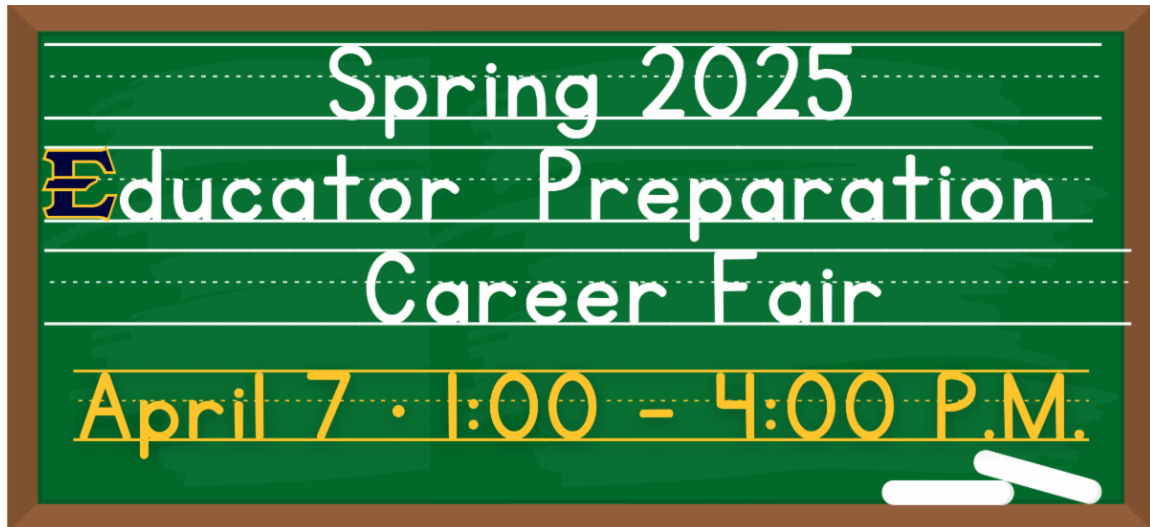 Spring 2025
Educator Preparation
Career Fair
April 7 · 1:00 - 4:00 P.M.